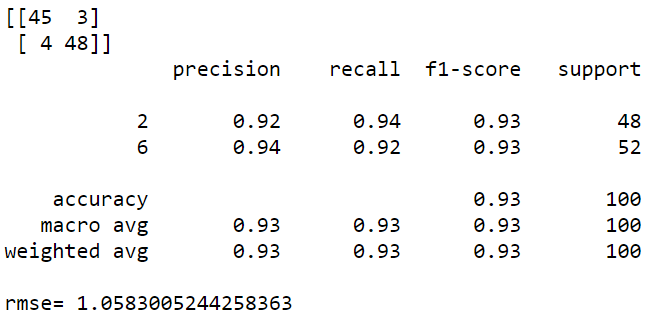 [[45  3]
 [ 4 48]]
              precision    recall  f1-score   support

           2       0.92      0.94      0.93        48
           6       0.94      0.92      0.93        52

    accuracy                           0.93       100
   macro avg       0.93      0.93      0.93       100
weighted avg       0.93      0.93      0.93       100

rmse= 1.0583005244258363